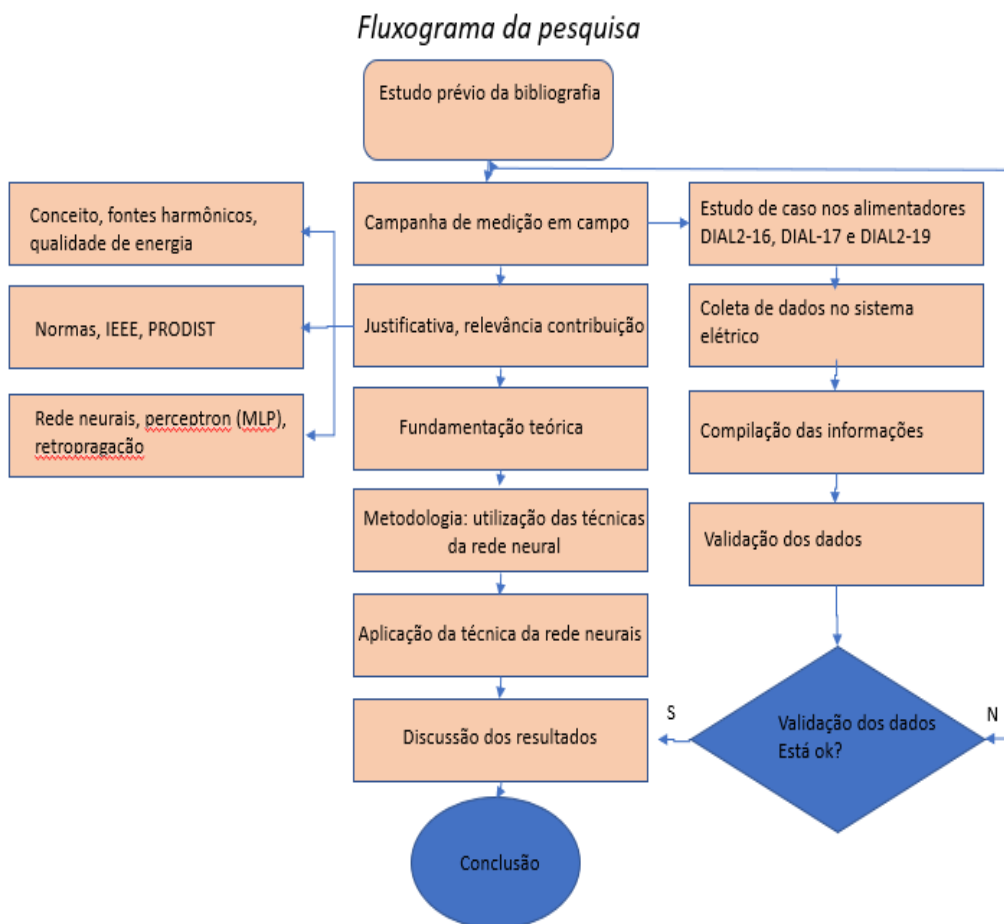 Fluxograma da pesquisa
Estudo prévio da bibliografia
Conceito, fontes harmônicos,
qualidade de energia
Campanha de medição em campo
Estudo de caso nos alimentadores
DIAL2-16, DIAL-17 e DIAL2-19
Normas, IEEE, PRODIST
Justificativa, relevância contribuição
Coleta de dados no sistema
elétrico
Rede neurais, perceptron (MLP),
retropragação
Fundamentação teórica
Compilação das informações
Metodologia: utilização das técnicas
da rede neural
Validação dos dados
Aplicação da técnica da rede neurais
Discussão dos resultados
S
Validação dos dados
Está ok?
N
Conclusão